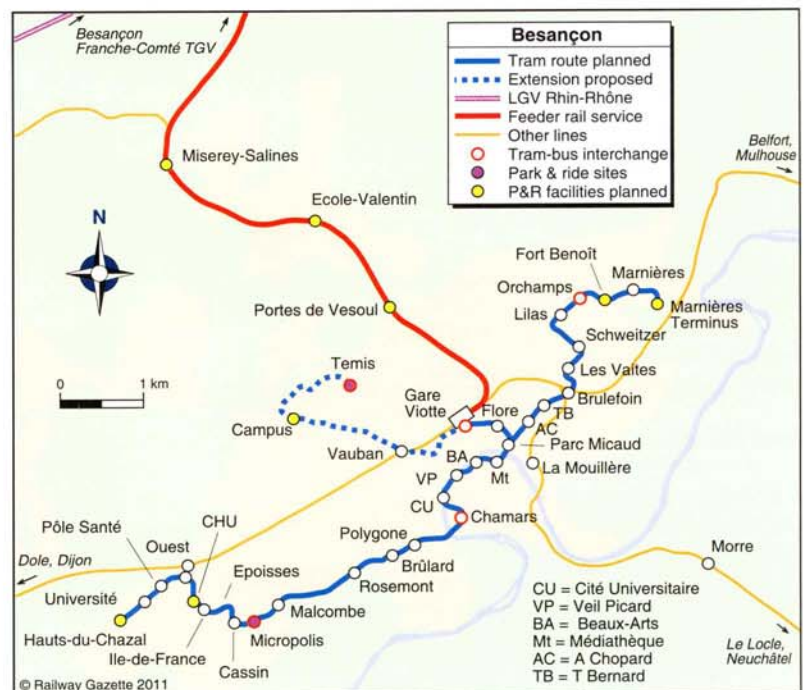 Besançon
Franche-Comté TGV
Besançon
Tram route planned
Extension proposed
LGV Rhin-Rhône
Feeder rail service
Other lines
Tram-bus interchange
Park & ride sites
P&R facilities planned
Belfort,
Mulhouse
Miserey-Salines
Ecole-Valentin
N
Fort Benoît
Marnières
Orchamps
Lilas
Marnières
Terminus
Portes de Vesoul
Schweitzer
Temis
Les Valtes
0
1 km
Gare
Viotte
Flore
Brulefoin
TB
AC
Campus
Parc Micaud
Vauban
BA
Mt
La Mouillère
VP
CU
Chamars
Pôle Santé
CHU
Polygone
Ouest
Brûlard
Morre
Dole, Dijon
Epoisses
Rosemont
Université
Malcombe
Hauts-du-Chazal
Micropolis
Ile-de-France
Cassin
CU = Cité Universitaire
VP = Veil Picard
BA = Beaux-Arts
Mt = Médiathèque
AC = A Chopard
TB = T Bernard
Le Locle,
Neuchâtel
© Railway Gazette 2011